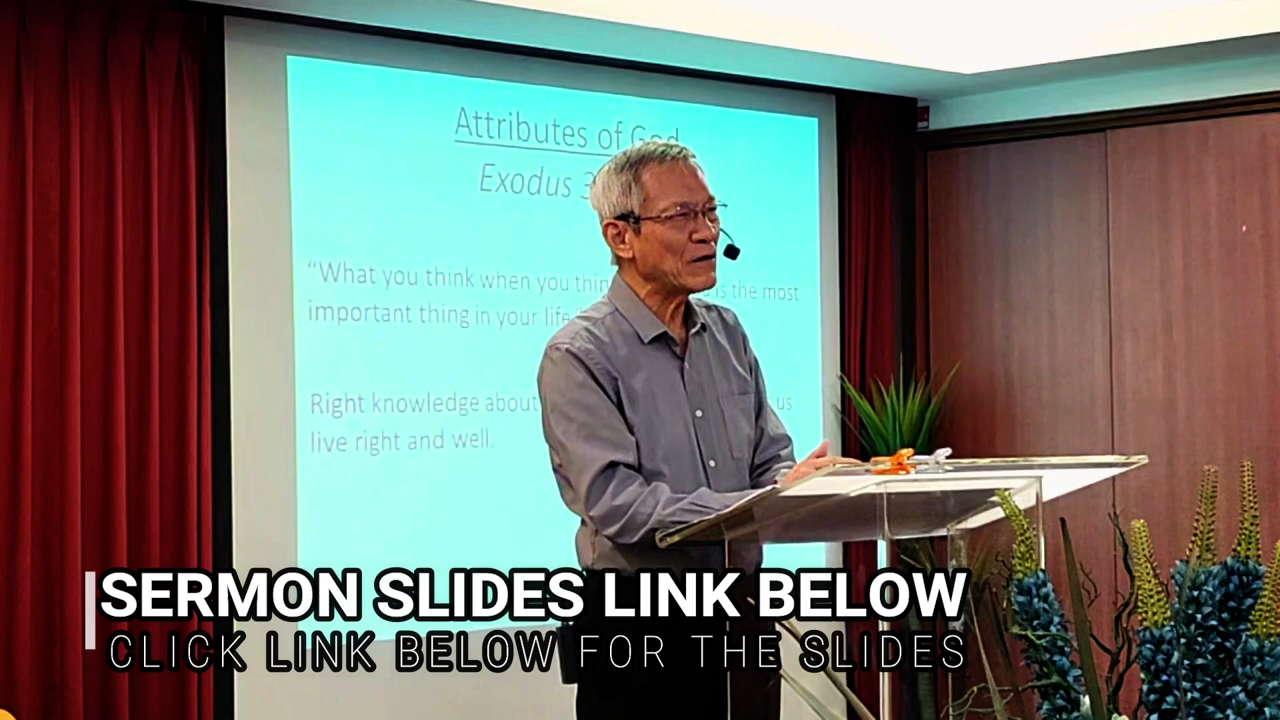 Attributes of God
Exodus 3
“What you think when you thin is the most
important thing in your life
Right knowledge about us
live right and well.
SERMON SLIDES LINK BELOW
CLICK LINK BELOW FOR THE SLIDES